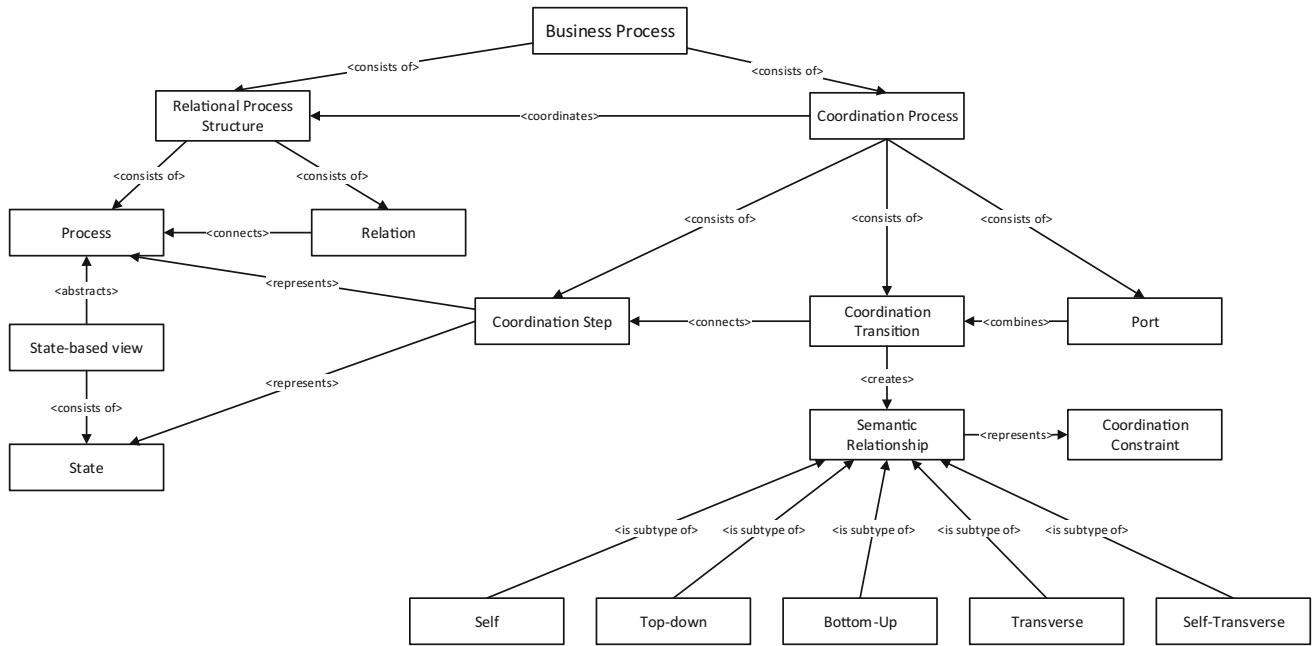 Business Process
<consists of>
<consists of>
Relational Process
Structure
<coordinates>
Coordination Process
<consists of>
<consists of>
<consists of>
<consists of>
<consists of>
Process
<connects>
Relation
<abstracts>
<represents>
State-based view
Coordination Step
<connects>
Coordination
Transition
<combines>
Port
<represents>
<creates>
<consists of>
Semantic
Relationship
<represents>
Coordination
Constraint
State
<is subtype of>
<is subtype of>
<is subtype of>
<is subtype of>
<is subtype of>
Self
Top-down
Bottom-Up
Transverse
Self-Transverse